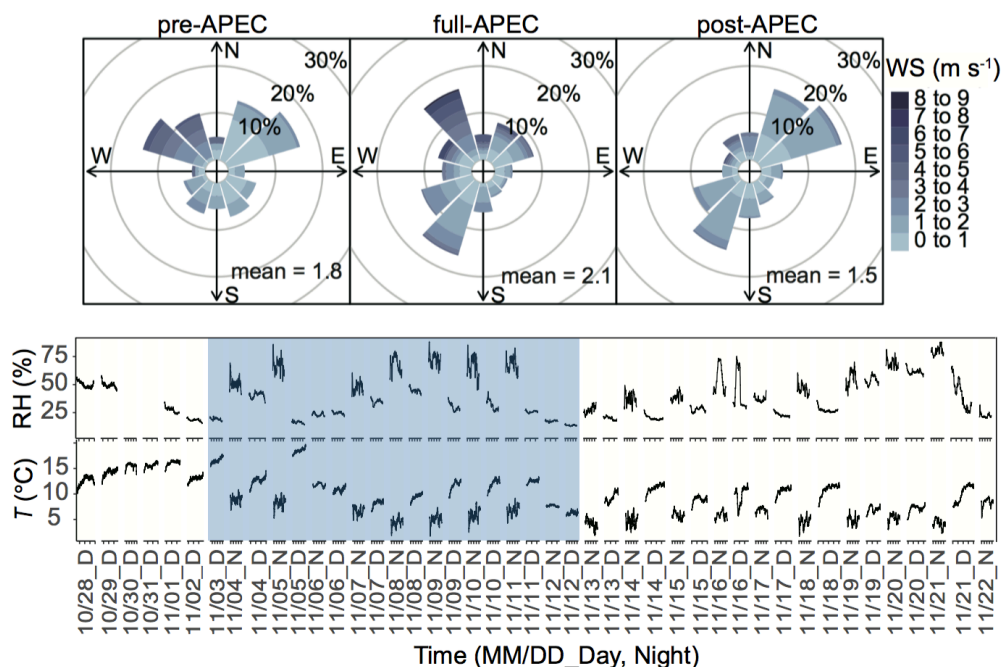 pre-APEC
full-APEC
post-APEC
N
30%
20%
10%
W
E
S
mean = 1.8
N
30%
20%
10%
mean = 2.1
S
N
30%
20%
10%
W
E
S
mean = 1.5
WS (m s⁻¹)
8 to 9
7 to 8
6 to 7
5 to 6
4 to 5
3 to 4
2 to 3
1 to 2
0 to 1
RH (%)
75
50
25
T (°C)
15
10
5
10/28_D
10/29_D
10/30_D
10/31_D
11/01_D
11/02_D
11/03_D
11/04_N
11/04_D
11/05_N
11/05_D
11/06_N
11/06_D
11/07_N
11/07_D
11/08_N
11/08_D
11/09_N
11/09_D
11/10_N
11/10_D
11/11_N
11/11_D
11/12_N
11/12_D
11/13_N
11/13_D
11/14_N
11/14_D
11/15_N
11/15_D
11/16_N
11/16_D
11/17_N
11/17_D
11/18_N
11/18_D
11/19_N
11/19_D
11/20_N
11/20_D
11/21_N
11/21_D
11/22_N
Time (MM/DD_Day, Night)